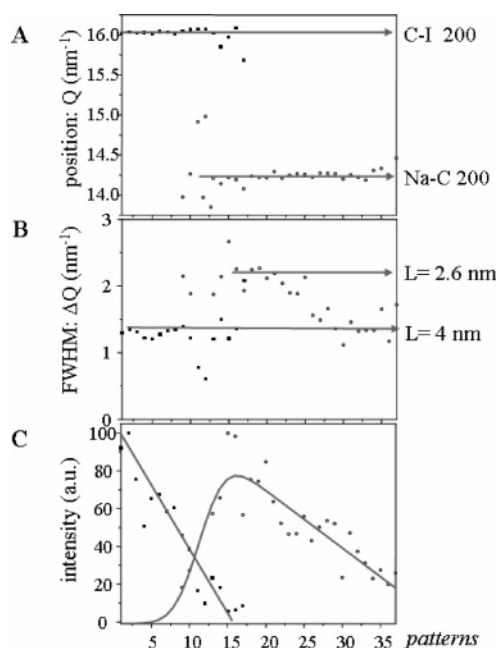 A
position: Q (nm-1)
16.0
15.5
15.0
14.5
14.0
C-I 200
Na-C 200
B
FWHM: ΔQ (nm-1)
3
2
1
0
L= 2.6 nm
L= 4 nm
C
intensity (a.u.)
100
80
60
40
20
0
5 10 15 20 25 30 35 patterns